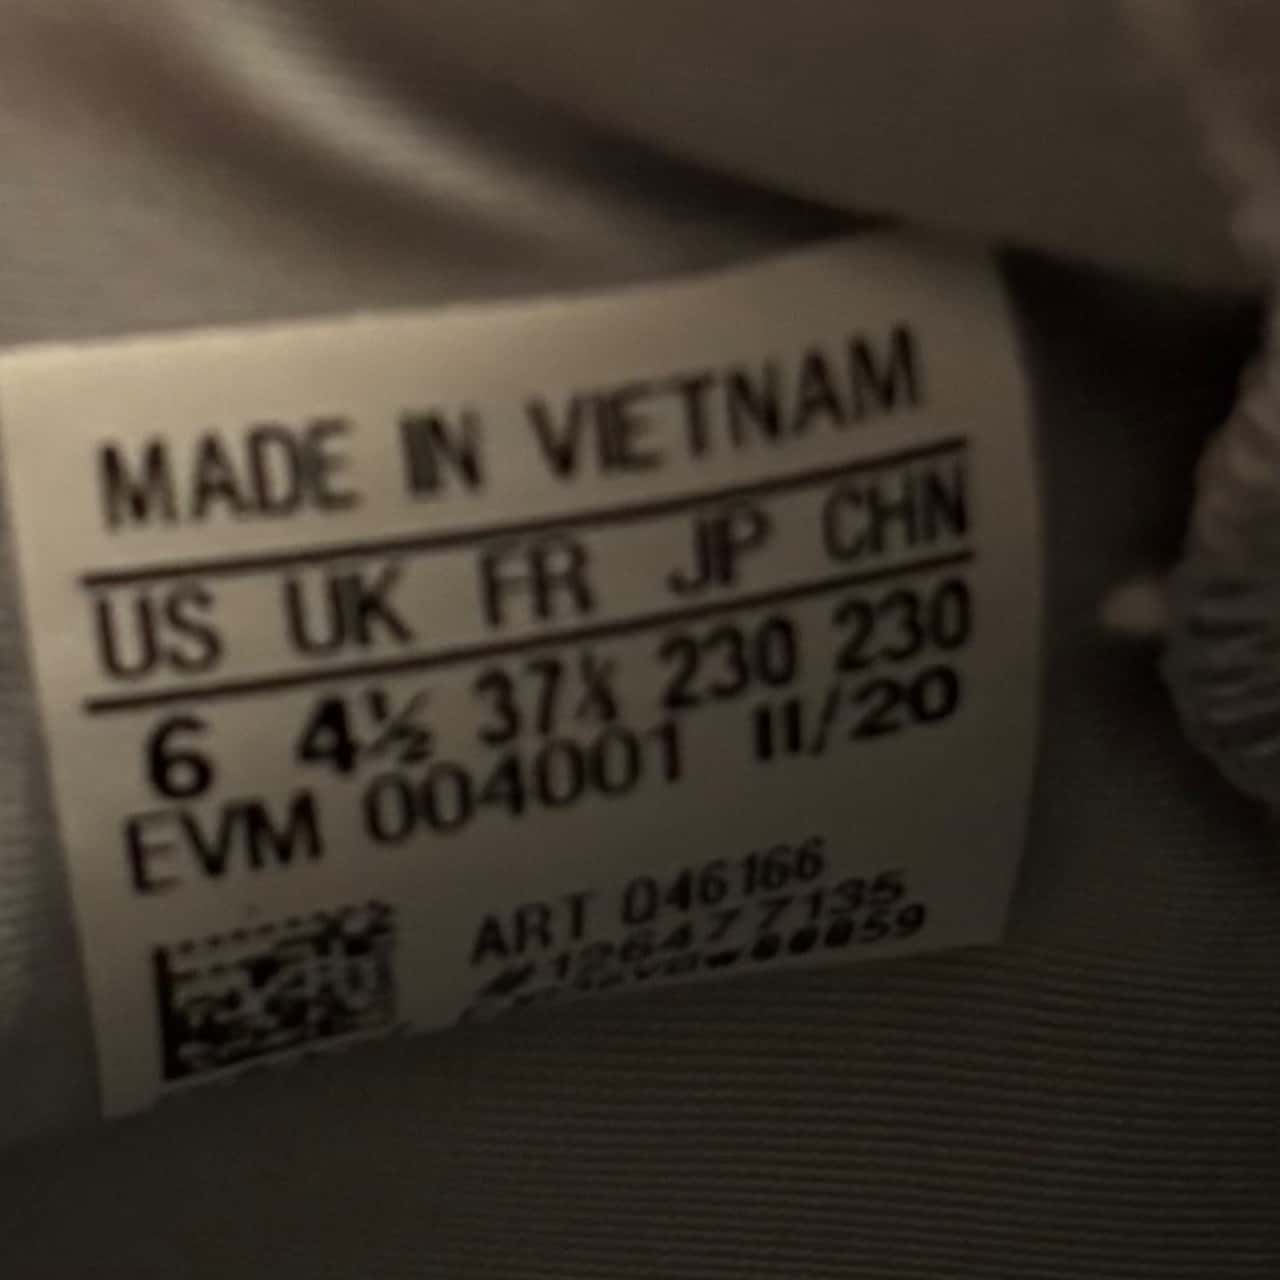 MADE IN VIETNAM
US UK FR JP CHN
6 4½ 37⅓ 230 230
EVM 004001 11/20
ART 046166
#126477135